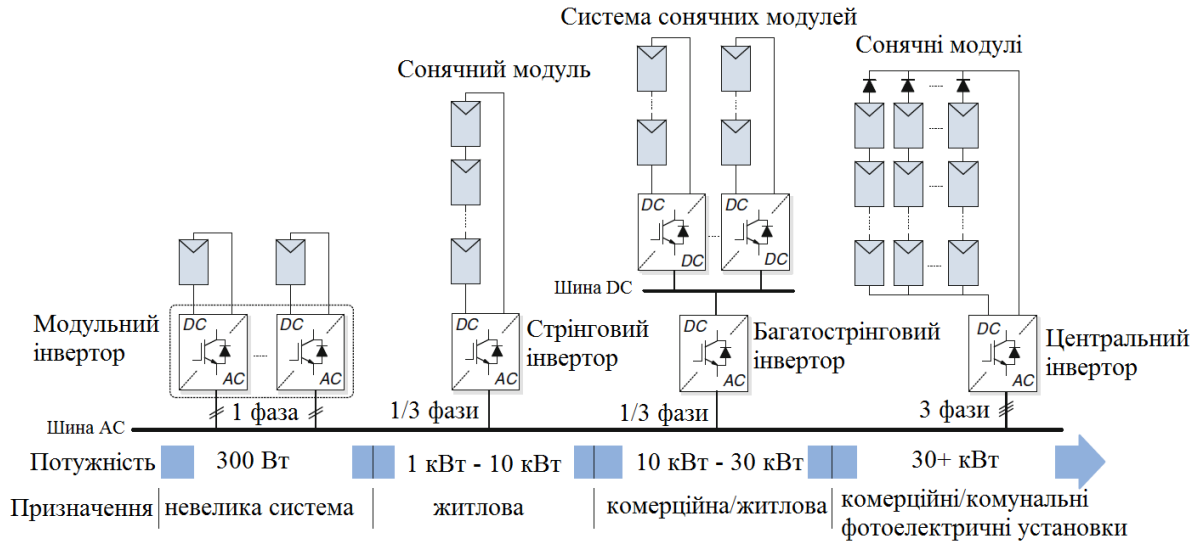 Система сонячних модулей
Сонячні модулі
Сонячний модуль
DC
DC
DC
DC
Шина DC
Модульний
інвертор
DC
AC
DC
AC
DC
AC
Стрінговий
інвертор
DC
AC
Багатострінговий
інвертор
DC
AC
Центральний
інвертор
1 фаза
1/3 фази
1/3 фази
3 фази
Шина АС
Потужність
300 Вт
1 кВт - 10 кВт
10 кВт - 30 кВт
30+ кВт
Призначення
невелика система
житлова
комерційна/житлова
комерційні/комунальні
фотоелектричні установки